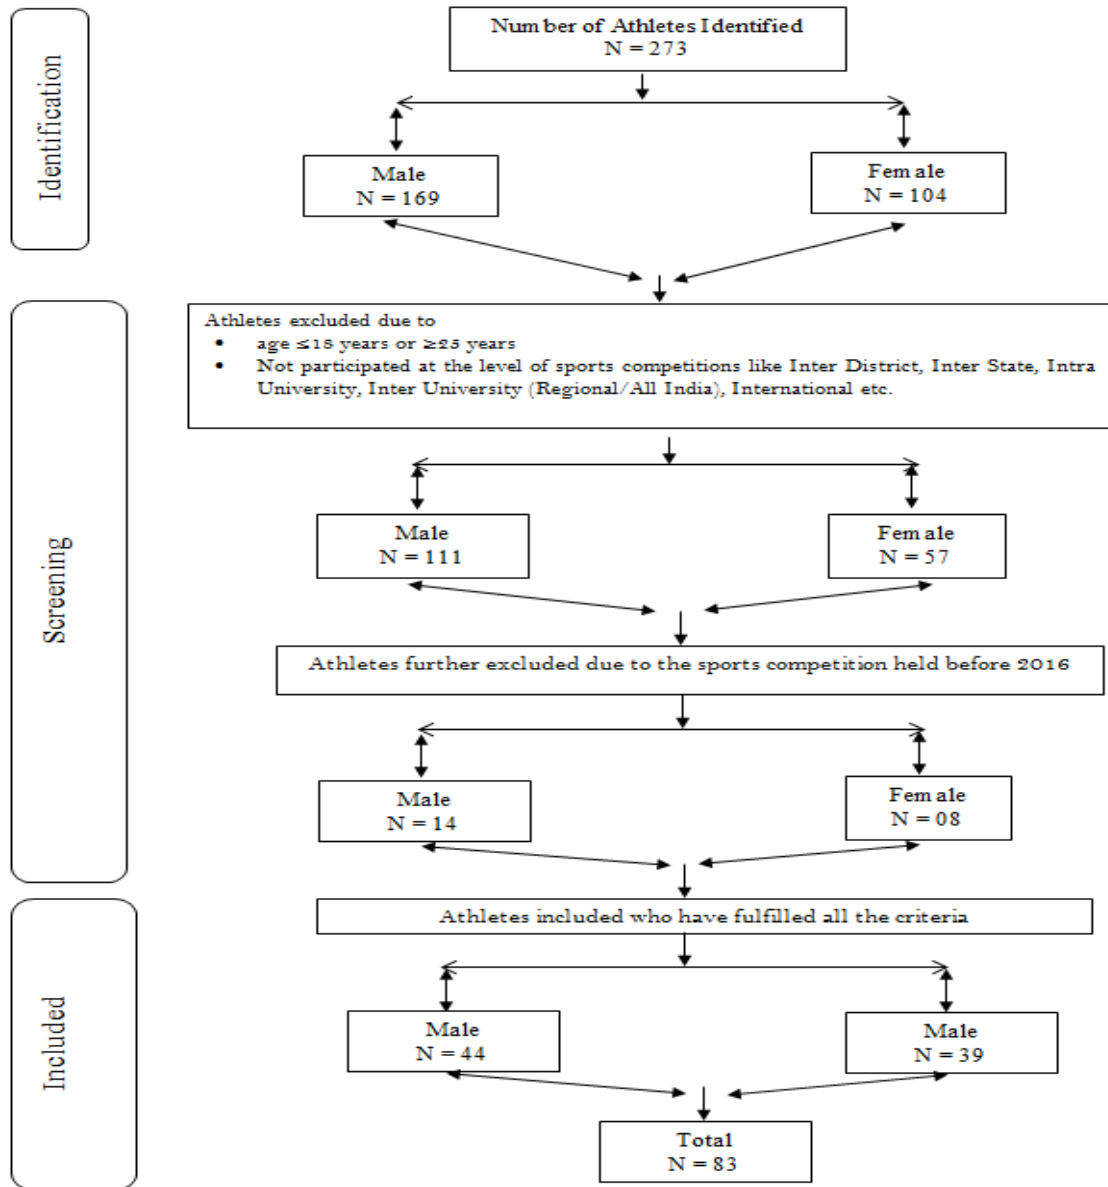 Identification
Number of Athletes Identified
N = 273
Male
N = 169
Female
N = 104
Screening
Athletes excluded due to
• age ≤18 years or ≥25 years
• Not participated at the level of sports competitions like Inter District, Inter State, Intra
University, Inter University (Regional/All India), International etc.
Male
N = 111
Female
N = 57
Athletes further excluded due to the sports competition held before 2016
Male
N = 14
Female
N = 08
Included
Athletes included who have fulfilled all the criteria
Male
N = 44
Male
N = 39
Total
N = 83